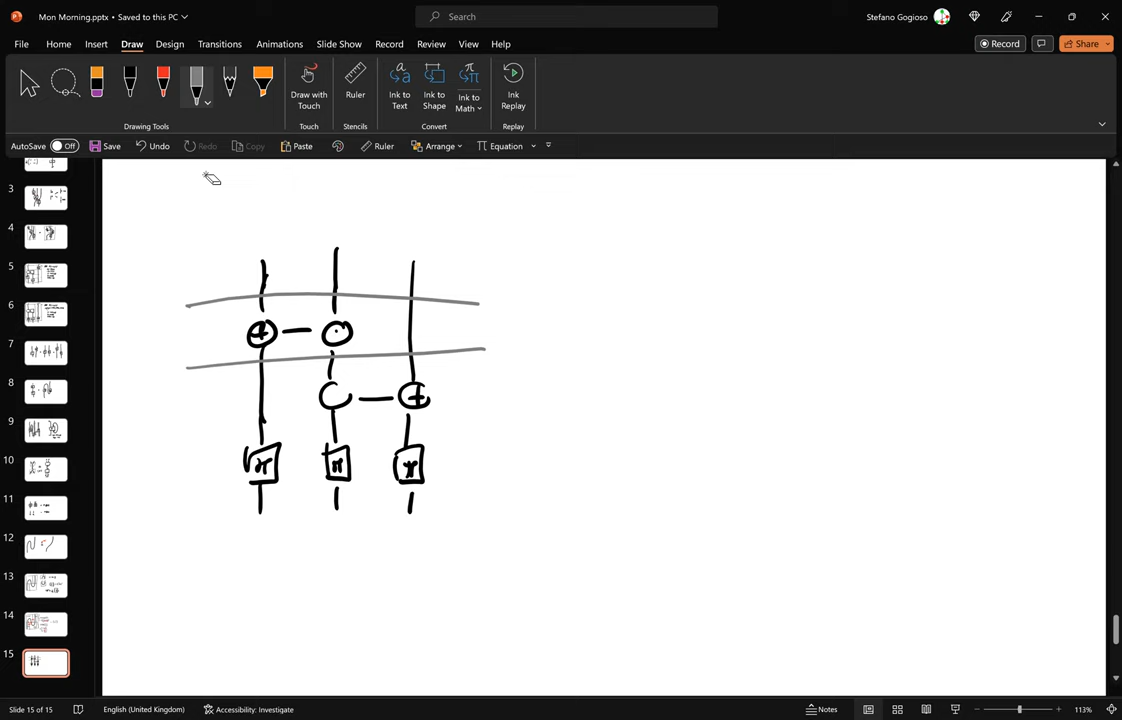 Mon Morning.pptx • Saved to this PC
Search
Stefano Gogioso
File Home Insert Draw Design Transitions Animations Slide Show Record Review View Help
Record
Share
Draw with Touch
Ruler
Ink to Text
Ink to Shape
Ink to Math
Ink Replay
Drawing Tools
Touch
Stencils
Convert
Replay
AutoSave Off Save Undo Redo Copy Paste Ruler Arrange Equation
3
4
5
6
7
8
9
10
11
12
13
14
15
+
+
π π π
Slide 15 of 15 English (United Kingdom) Accessibility: Investigate Notes 113%